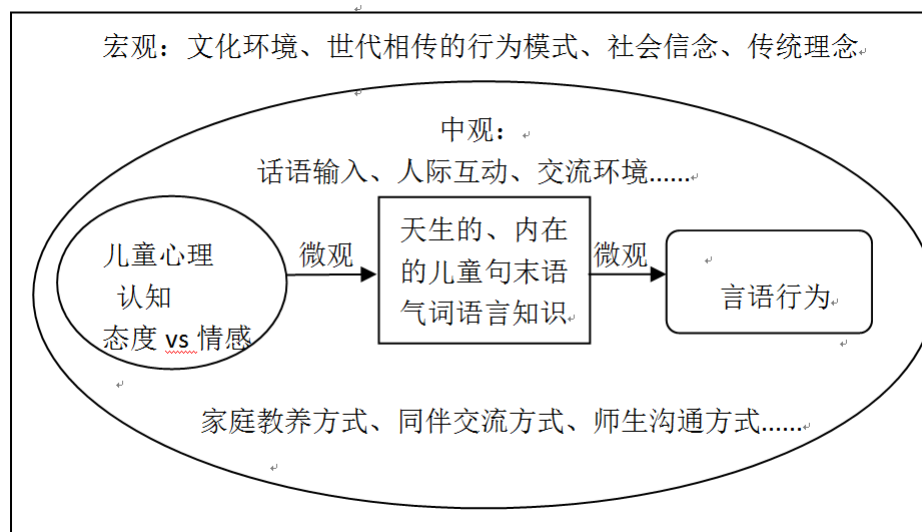 宏观：文化环境、世代相传的行为模式、社会信念、传统理念
中观：
话语输入、人际互动、交流环境......
儿童心理
认知
态度 vs 情感
微观
天生的、内在
的儿童句末语
气词语言知识
微观
言语行为
家庭教养方式、同伴交流方式、师生沟通方式......